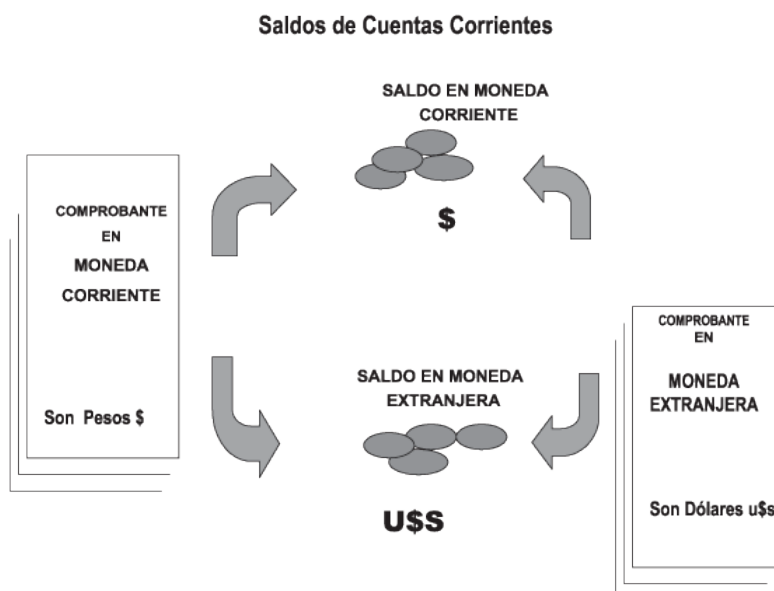 Saldos de Cuentas Corrientes
SALDO EN MONEDA
CORRIENTE
$
COMPROBANTE
EN
MONEDA
CORRIENTE
Son Pesos $
SALDO EN MONEDA
EXTRANJERA
U$S
COMPROBANTE
EN
MONEDA
EXTRANJERA
Son Dólares u$s